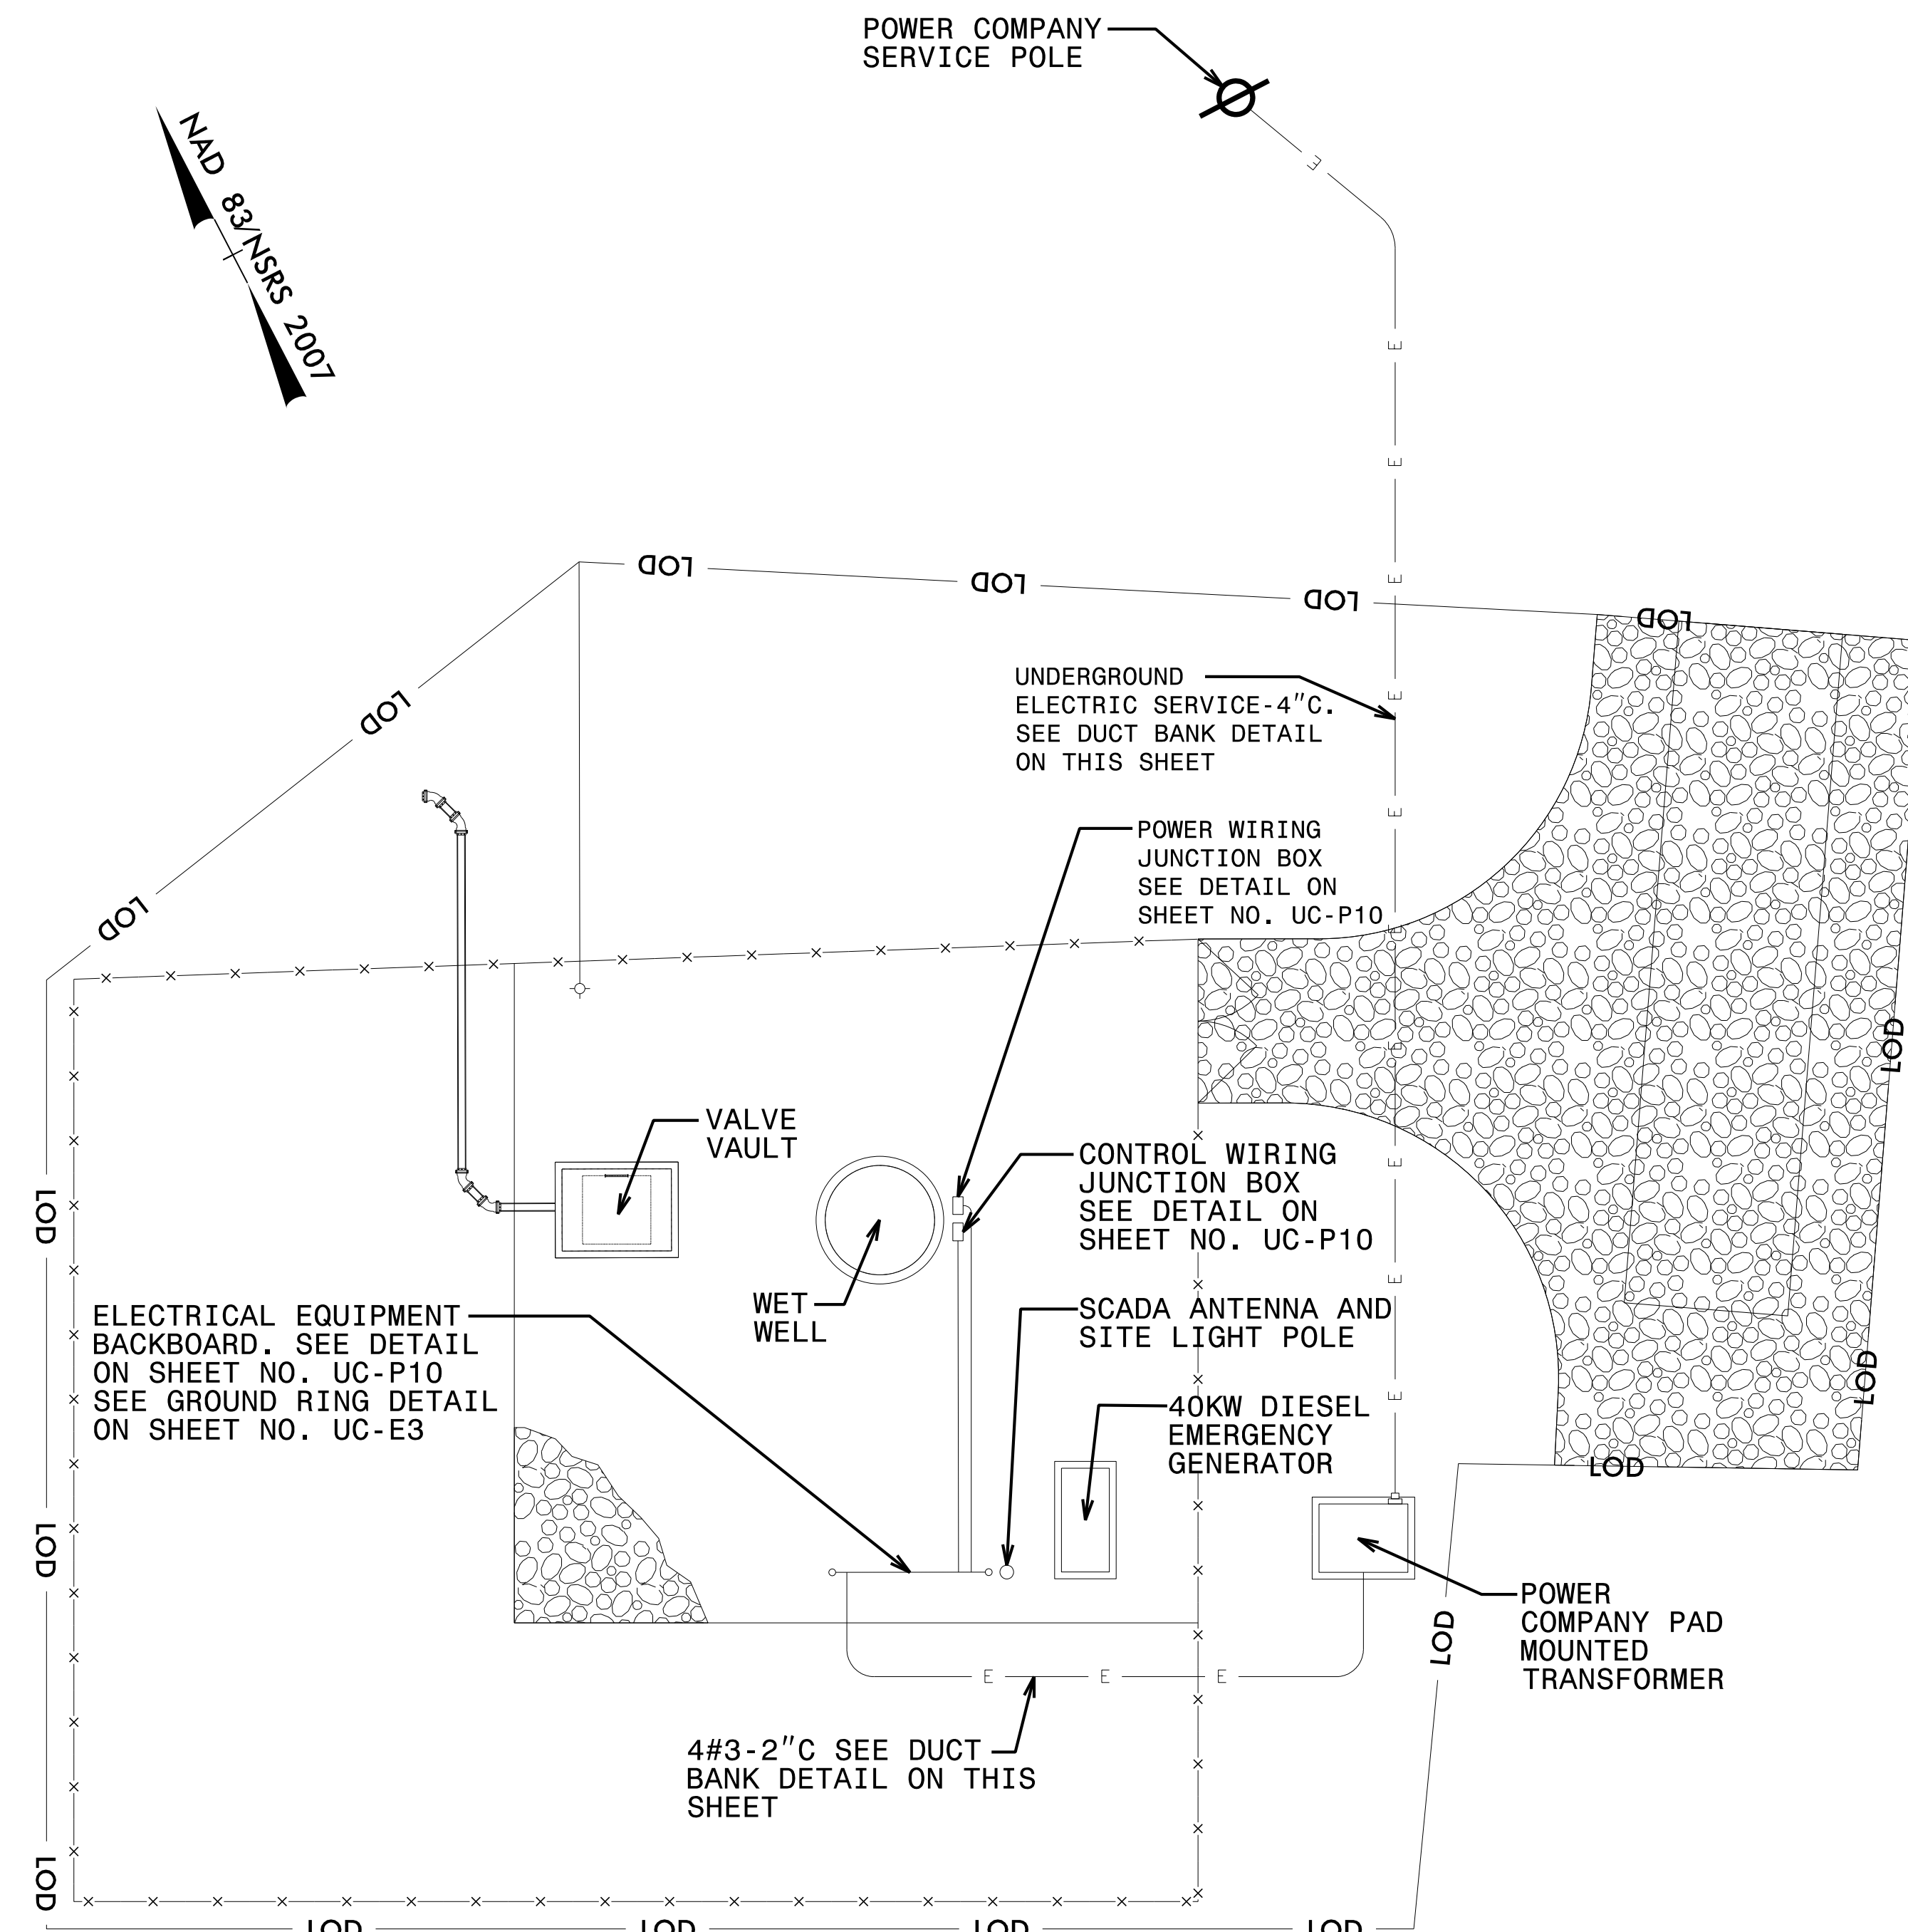 POWER COMPANY
SERVICE POLE
NAD 83/NSRS 2007
E
E
E
E
LOD
LOD
LOD
LOD
UNDERGROUND
ELECTRIC SERVICE-4"C.
SEE DUCT BANK DETAIL
ON THIS SHEET
E
LOD
E
POWER WIRING
JUNCTION BOX
SEE DETAIL ON
SHEET NO. UC-P10
LOD
E
E
LOD
VALVE
VAULT
CONTROL WIRING
JUNCTION BOX
SEE DETAIL ON
SHEET NO. UC-P10
E
LOD
E
WET
WELL
SCADA ANTENNA AND
SITE LIGHT POLE
ELECTRICAL EQUIPMENT
BACKBOARD. SEE DETAIL
ON SHEET NO. UC-P10
SEE GROUND RING DETAIL
ON SHEET NO. UC-E3
LOD
E
40KW DIESEL
EMERGENCY
GENERATOR
LOD
LOD
POWER
COMPANY PAD
MOUNTED
TRANSFORMER
LOD
E E E
4#3-2"C SEE DUCT
BANK DETAIL ON THIS
SHEET
LOD
LOD LOD LOD LOD